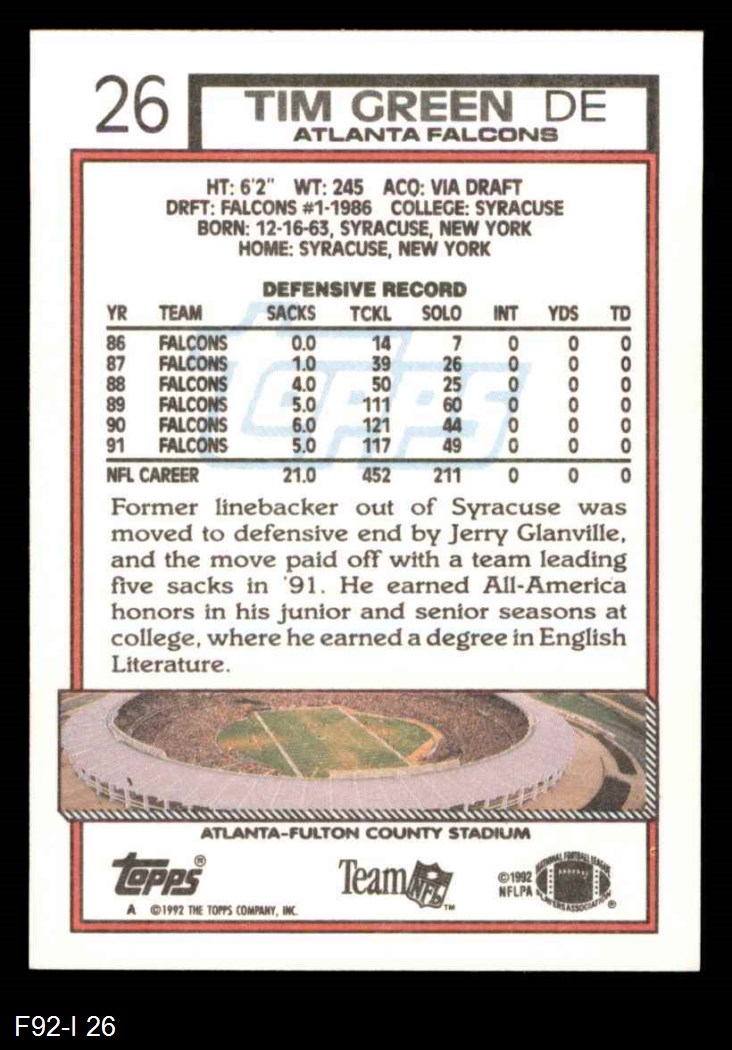 26 TIM GREEN DE
ATLANTA FALCONS
HT: 6'2" WT: 245 ACQ: VIA DRAFT
DRFT: FALCONS #1-1986 COLLEGE: SYRACUSE
BORN: 12-16-63, SYRACUSE, NEW YORK
HOME: SYRACUSE, NEW YORK
DEFENSIVE RECORD
YR TEAM SACKS TCKL SOLO INT YDS TD
86 FALCONS 0.0 14 7 0 0 0
87 FALCONS 1.0 39 26 0 0 0
88 FALCONS 4.0 50 25 0 0 0
89 FALCONS 5.0 111 60 0 0 0
90 FALCONS 6.0 121 44 0 0 0
91 FALCONS 5.0 117 49 0 0 0
NFL CAREER 21.0 452 211 0 0 0
topps
Former linebacker out of Syracuse was
moved to defensive end by Jerry Glanville,
and the move paid off with a team leading
five sacks in '91. He earned All-America
honors in his junior and senior seasons at
college, where he earned a degree in English
Literature.
ATLANTA-FULTON COUNTY STADIUM
topps®
A ©1992 THE TOPPS COMPANY, INC.
Team NFL™
©1992
NFLPA
NATIONAL FOOTBALL LEAGUE
PLAYERS ASSOCIATION ®
F92-I 26